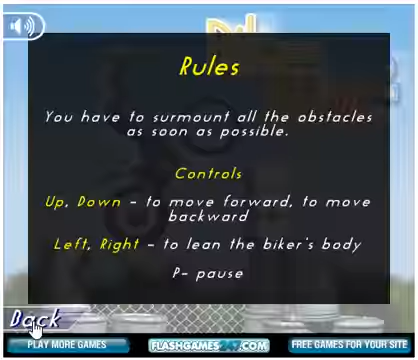 Rules
You have to surmount all the obstacles
as soon as possible.
Controls
Up, Down - to move forward, to move
backward
Left, Right - to lean the biker's body
P- pause
Back
PLAY MORE GAMES
FLASHGAMES247.COM
FREE GAMES FOR YOUR SITE